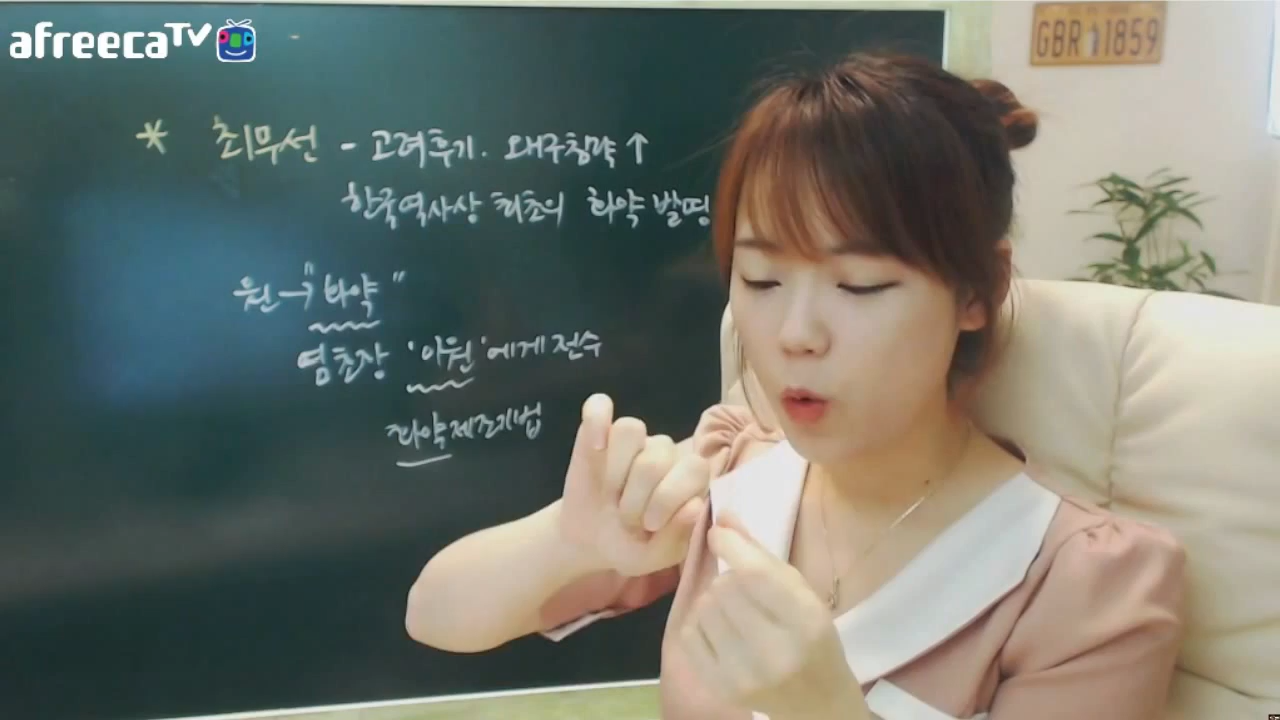 afreecaTV
GBR 1859
* 최무선 - 고려후기. 왜구침략 ↑
한국역사상 최초의 화약 발명
원 → "화약"
염초장 '이원'에게 전수
화약제조기법